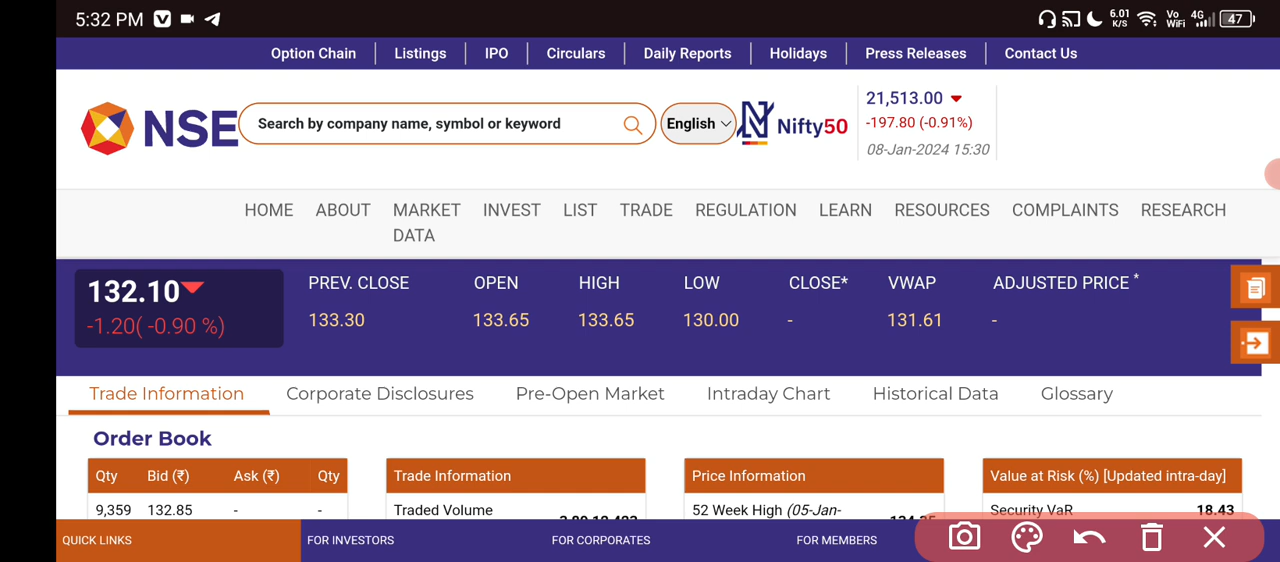 5:32 PM 6.01 K/S Vo WiFi 4G 47
Option Chain Listings IPO Circulars Daily Reports Holidays Press Releases Contact Us
NSE Search by company name, symbol or keyword English Nifty50
21,513.00
-197.80 (-0.91%)
08-Jan-2024 15:30
HOME ABOUT MARKET DATA INVEST LIST TRADE REGULATION LEARN RESOURCES COMPLAINTS RESEARCH
132.10
-1.20( -0.90 %)
PREV. CLOSE OPEN HIGH LOW CLOSE* VWAP ADJUSTED PRICE *
133.30 133.65 133.65 130.00 - 131.61 -
Trade Information Corporate Disclosures Pre-Open Market Intraday Chart Historical Data Glossary
Order Book
Qty Bid (₹) Ask (₹) Qty Trade Information Price Information Value at Risk (%) [Updated intra-day]
9,359 132.85 - - Traded Volume 52 Week High (05-Jan- Security VaR 18.43
QUICK LINKS FOR INVESTORS FOR CORPORATES FOR MEMBERS